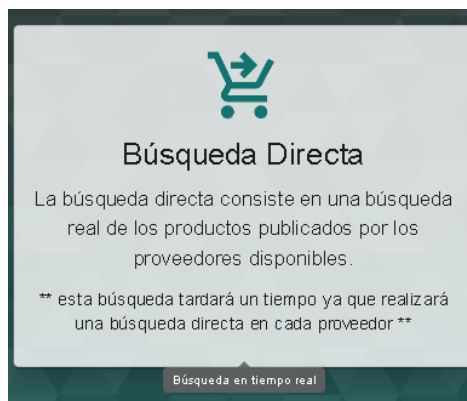 Búsqueda Directa
La búsqueda directa consiste en una búsqueda
real de los productos publicados por los
proveedores disponibles.
** esta búsqueda tardará un tiempo ya que realizará
una búsqueda directa en cada proveedor **
Búsqueda en tiempo real